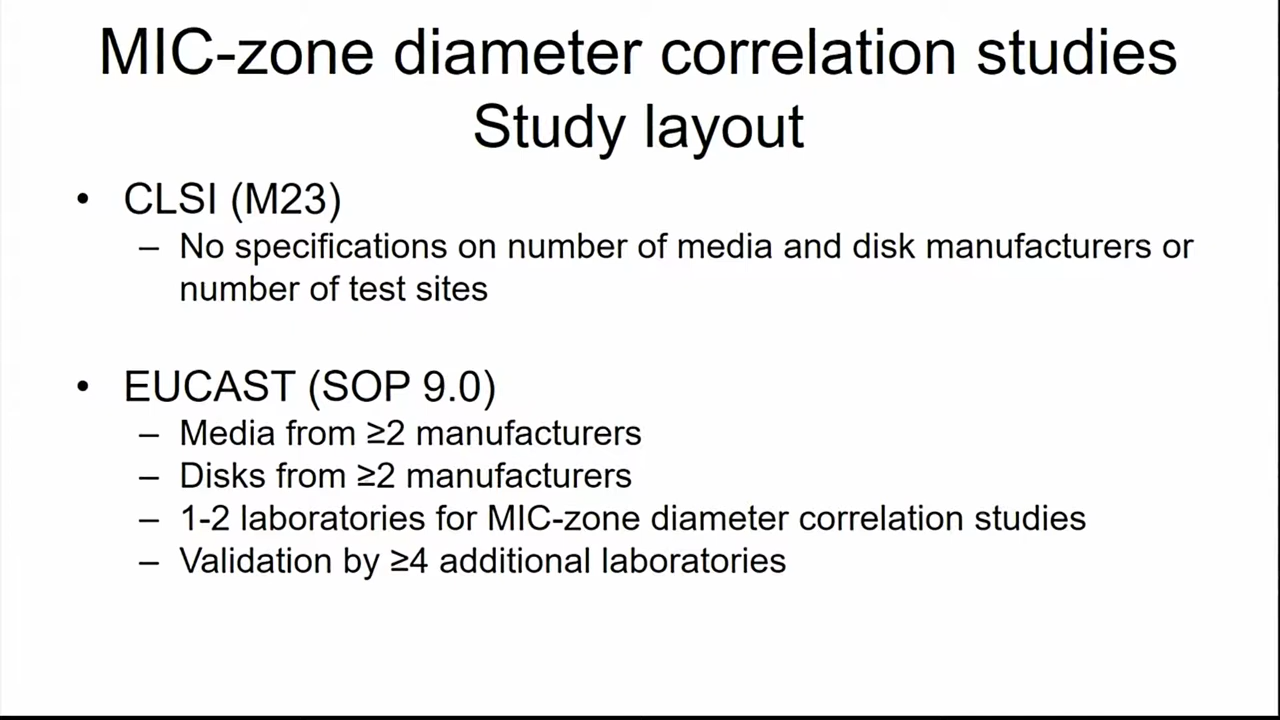 MIC-zone diameter correlation studies
Study layout
• CLSI (M23)
– No specifications on number of media and disk manufacturers or
number of test sites
• EUCAST (SOP 9.0)
– Media from ≥2 manufacturers
– Disks from ≥2 manufacturers
– 1-2 laboratories for MIC-zone diameter correlation studies
– Validation by ≥4 additional laboratories